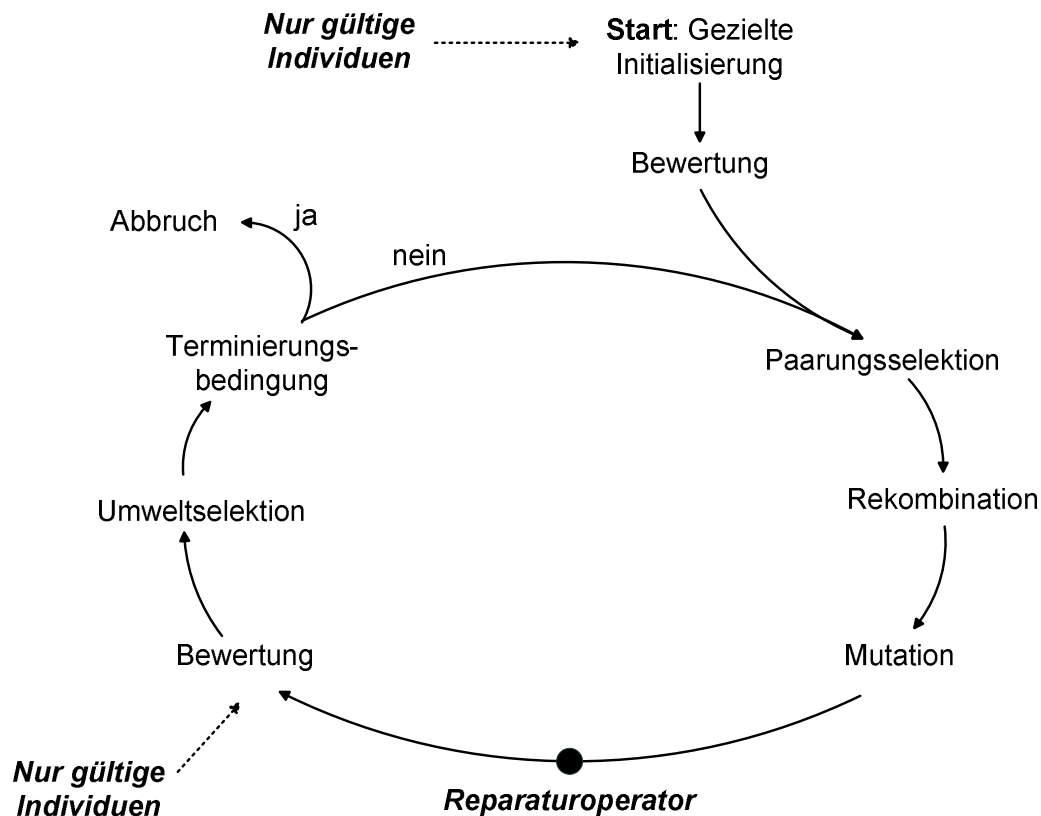 Nur gültige
Individuen
Start: Gezielte
Initialisierung
Bewertung
Abbruch
ja
nein
Terminierungs-
bedingung
Paarungsselektion
Rekombination
Umweltselektion
Mutation
Bewertung
Nur gültige
Individuen
Reparaturoperator